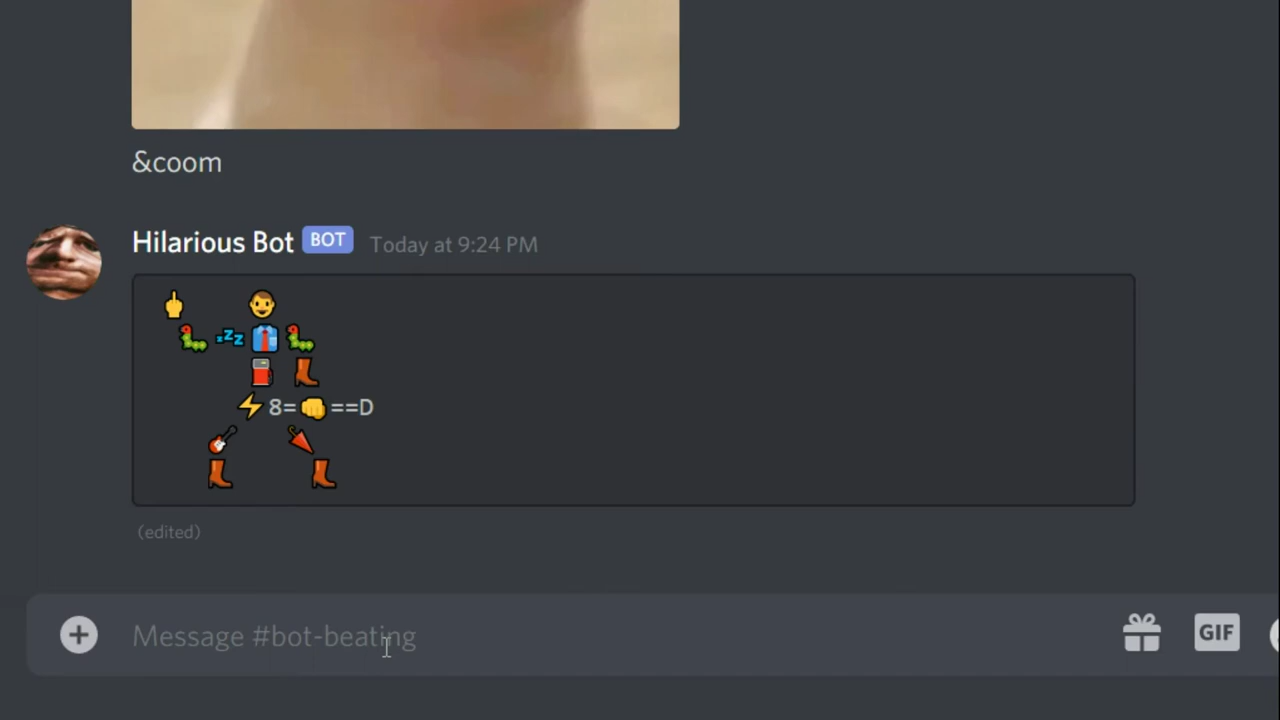 &coom
Hilarious Bot BOT Today at 9:24 PM
🖕 👨
🐛💤👔🐛
⛽ 👢
⚡8=👊==D
🎸 🌂
👢 👢
(edited)
Message #bot-beating
GIF